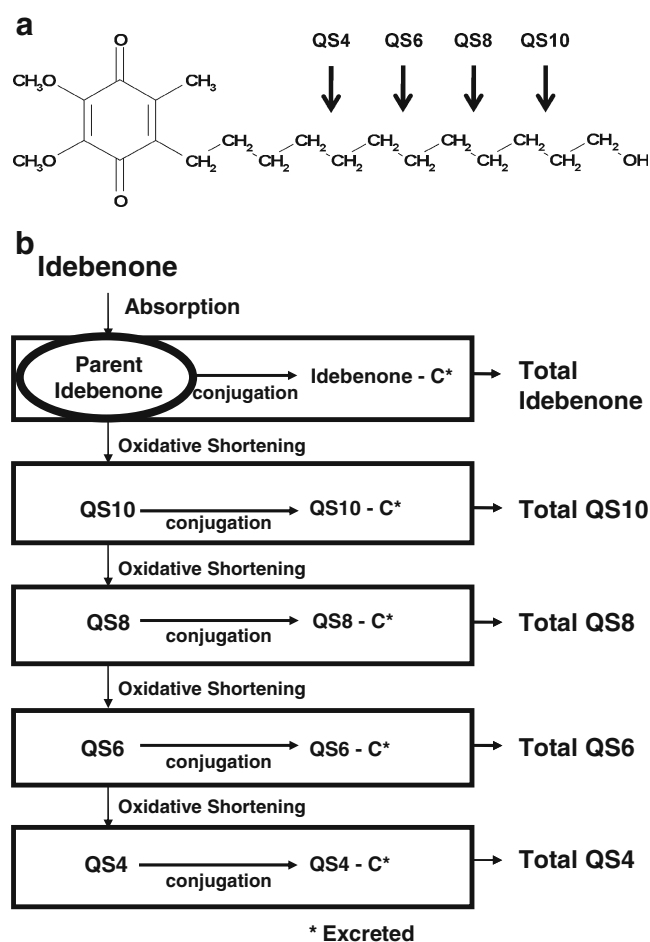 a
QS4 QS6 QS8 QS10
O
CH₃O CH₃
CH₂ CH₂ CH₂ CH₂ CH₂ CH₂
CH₃O CH₂ CH₂ CH₂ CH₂ CH₂ CH₂ OH
O
b
Idebenone
Absorption
Parent
Idebenone
conjugation
Idebenone - C*
Total
Idebenone
Oxidative Shortening
QS10
conjugation
QS10 - C*
Total QS10
Oxidative Shortening
QS8
conjugation
QS8 - C*
Total QS8
Oxidative Shortening
QS6
conjugation
QS6 - C*
Total QS6
Oxidative Shortening
QS4
conjugation
QS4 - C*
Total QS4
* Excreted